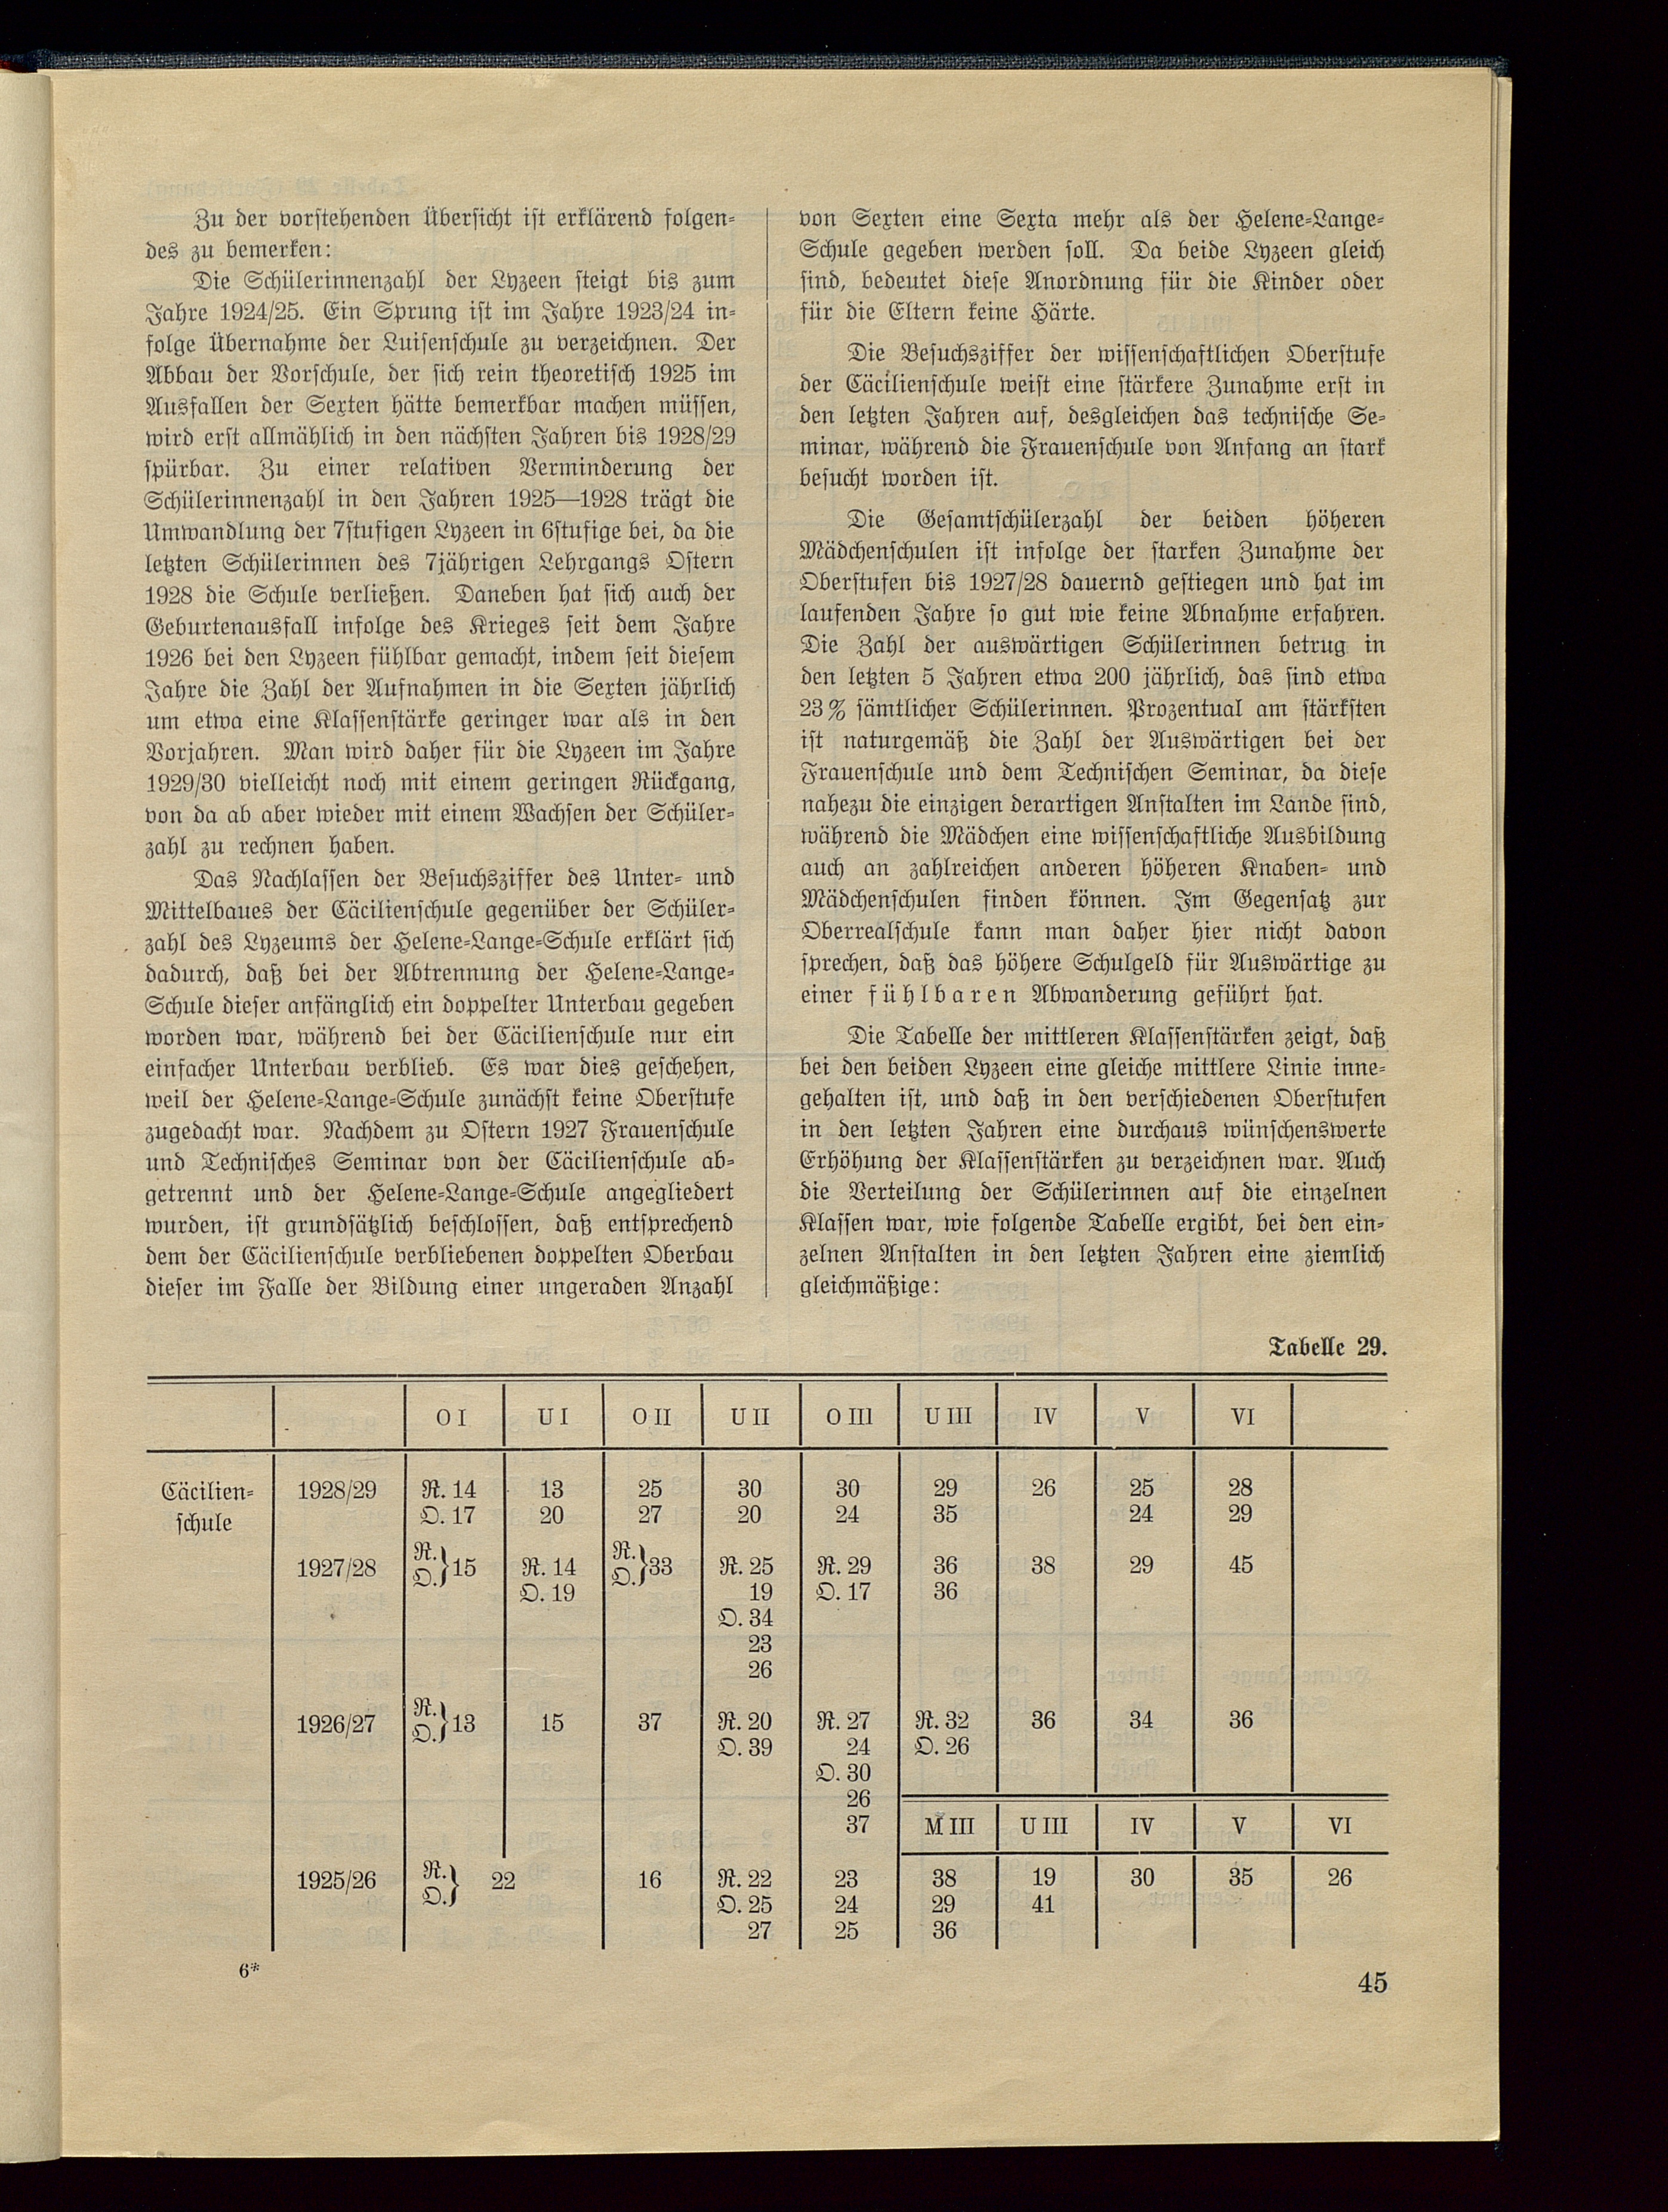 Zu der vorstehenden Übersicht ist erklärend folgen-
des zu bemerken:
Die Schülerinnenzahl der Lyzeen steigt bis zum
Jahre 1924/25. Ein Sprung ist im Jahre 1923/24 in-
folge Übernahme der Luisenschule zu verzeichnen. Der
Abbau der Vorschule, der sich rein theoretisch 1925 im
Ausfallen der Sexten hätte bemerkbar machen müssen,
wird erst allmählich in den nächsten Jahren bis 1928/29
spürbar. Zu einer relativen Verminderung der
Schülerinnenzahl in den Jahren 1925—1928 trägt die
Umwandlung der 7stufigen Lyzeen in 6stufige bei, da die
letzten Schülerinnen des 7jährigen Lehrgangs Ostern
1928 die Schule verließen. Daneben hat sich auch der
Geburtenausfall infolge des Krieges seit dem Jahre
1926 bei den Lyzeen fühlbar gemacht, indem seit diesem
Jahre die Zahl der Aufnahmen in die Sexten jährlich
um etwa eine Klassenstärke geringer war als in den
Vorjahren. Man wird daher für die Lyzeen im Jahre
1929/30 vielleicht noch mit einem geringen Rückgang,
von da ab aber wieder mit einem Wachsen der Schüler-
zahl zu rechnen haben.
Das Nachlassen der Besuchsziffer des Unter- und
Mittelbaues der Cäcilienschule gegenüber der Schüler-
zahl des Lyzeums der Helene-Lange-Schule erklärt sich
dadurch, daß bei der Abtrennung der Helene-Lange-
Schule dieser anfänglich ein doppelter Unterbau gegeben
worden war, während bei der Cäcilienschule nur ein
einfacher Unterbau verblieb. Es war dies geschehen,
weil der Helene-Lange-Schule zunächst keine Oberstufe
zugedacht war. Nachdem zu Ostern 1927 Frauenschule
und Technisches Seminar von der Cäcilienschule ab-
getrennt und der Helene-Lange-Schule angegliedert
wurden, ist grundsätzlich beschlossen, daß entsprechend
dem der Cäcilienschule verbliebenen doppelten Oberbau
dieser im Falle der Bildung einer ungeraden Anzahl
von Sexten eine Sexta mehr als der Helene-Lange-
Schule gegeben werden soll. Da beide Lyzeen gleich
sind, bedeutet diese Anordnung für die Kinder oder
für die Eltern keine Härte.
Die Besuchsziffer der wissenschaftlichen Oberstufe
der Cäcilienschule weist eine stärkere Zunahme erst in
den letzten Jahren auf, desgleichen das technische Se-
minar, während die Frauenschule von Anfang an stark
besucht worden ist.
Die Gesamtschülerzahl der beiden höheren
Mädchenschulen ist infolge der starken Zunahme der
Oberstufen bis 1927/28 dauernd gestiegen und hat im
laufenden Jahre so gut wie keine Abnahme erfahren.
Die Zahl der auswärtigen Schülerinnen betrug in
den letzten 5 Jahren etwa 200 jährlich, das sind etwa
23% sämtlicher Schülerinnen. Prozentual am stärksten
ist naturgemäß die Zahl der Auswärtigen bei der
Frauenschule und dem Technischen Seminar, da diese
nahezu die einzigen derartigen Anstalten im Lande sind,
während die Mädchen eine wissenschaftliche Ausbildung
auch an zahlreichen anderen höheren Knaben- und
Mädchenschulen finden können. Im Gegensatz zur
Oberrealschule kann man daher hier nicht davon
sprechen, daß das höhere Schulgeld für Auswärtige zu
einer fühlbaren Abwanderung geführt hat.
Die Tabelle der mittleren Klassenstärken zeigt, daß
bei den beiden Lyzeen eine gleiche mittlere Linie inne-
gehalten ist, und daß in den verschiedenen Oberstufen
in den letzten Jahren eine durchaus wünschenswerte
Erhöhung der Klassenstärken zu verzeichnen war. Auch
die Verteilung der Schülerinnen auf die einzelnen
Klassen war, wie folgende Tabelle ergibt, bei den ein-
zelnen Anstalten in den letzten Jahren eine ziemlich
gleichmäßige:
Tabelle 29.
O I U I O II U II O III U III IV V VI
Cäcilien- 1928/29 R. 14 13 25 30 30 29 26 25 28
schule O. 17 20 27 20 24 35 24 29
1927/28 R. O. } 15 R. 14 R. O. } 33 R. 25 R. 29 36 38 29 45
O. 19 19 O. 17 36
O. 34
23
26
1926/27 R. O. } 13 15 37 R. 20 R. 27 R. 32 36 34 36
O. 39 24 O. 26
O. 30
26
37 M III U III IV V VI
1925/26 R. O. } 22 16 R. 22 23 38 19 30 35 26
O. 25 24 29 41
27 25 36
6*
45